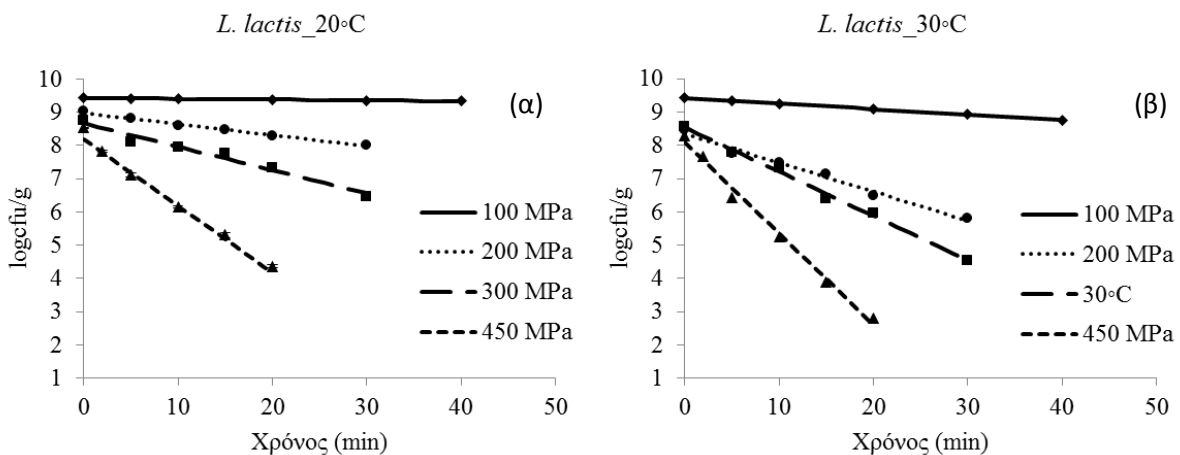 L. lactis_20◦C
10
9
8
7
6
5
4
3
2
1
logcfu/g
(α)
100 MPa
200 MPa
300 MPa
450 MPa
0 10 20 30 40 50
Χρόνος (min)
L. lactis_30◦C
10
9
8
7
6
5
4
3
2
1
logcfu/g
(β)
100 MPa
200 MPa
30◦C
450 MPa
0 10 20 30 40 50
Χρόνος (min)